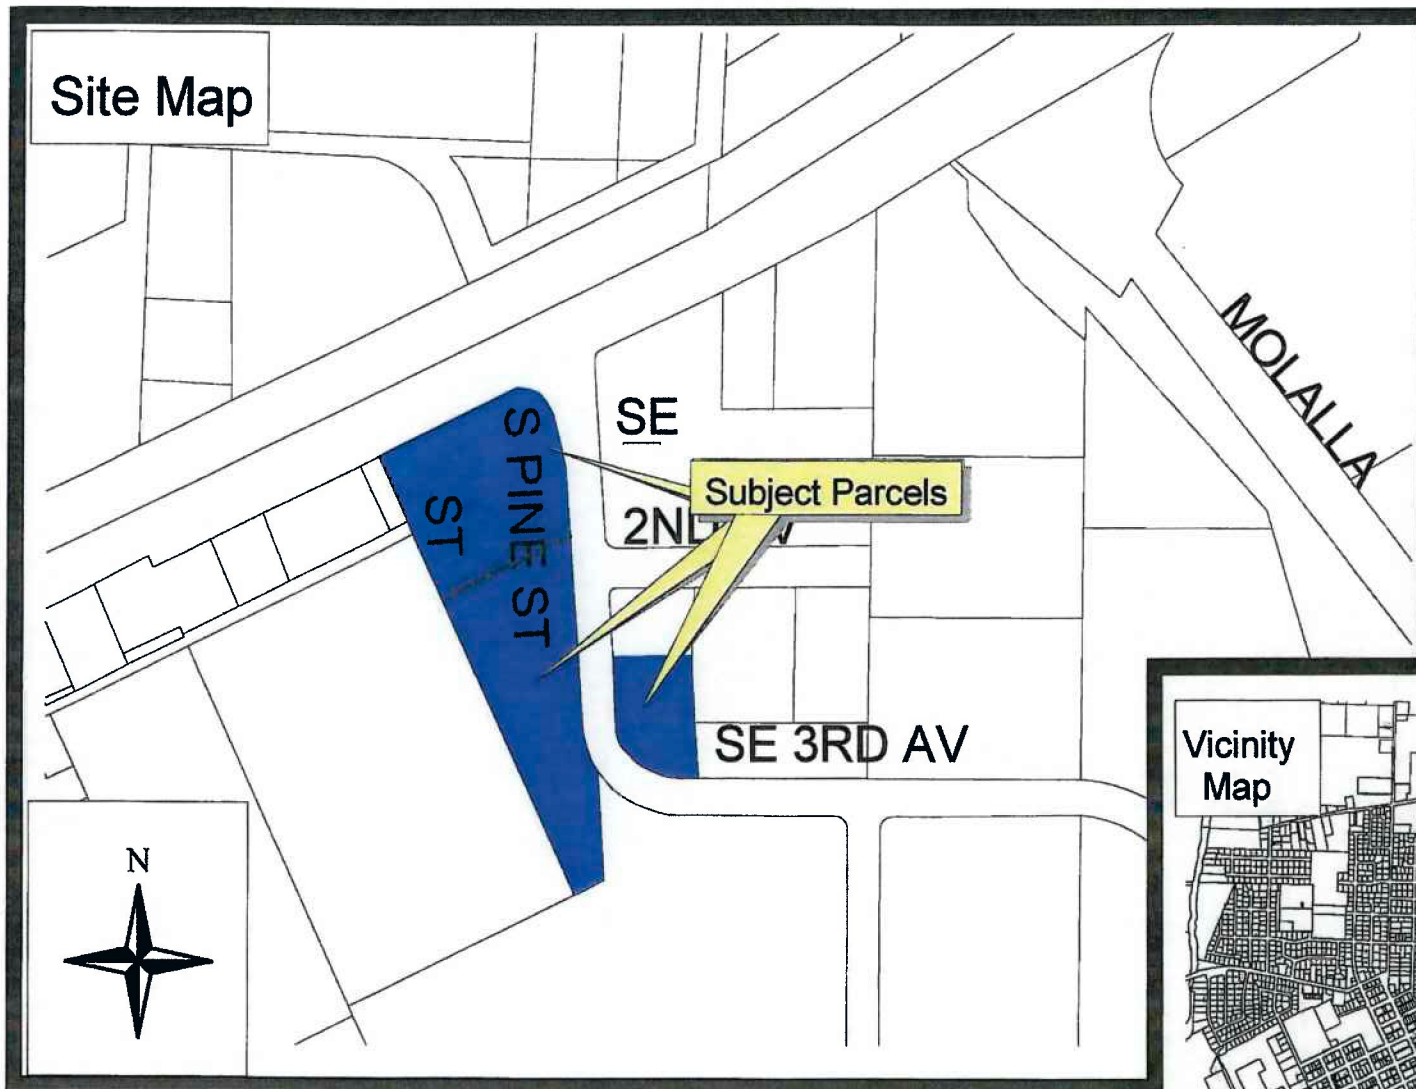 Site Map
MOLALLA
SE
S PINE ST
ST
Subject Parcels
2ND
SE 3RD AV
N
Vicinity
Map